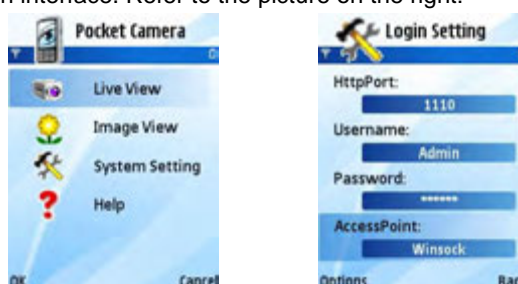 interface. Refer to the picture on the right.
Pocket Camera
Live View
Image View
System Setting
Help
OK
Cancel
Login Setting
HttpPort:
1110
Username:
Admin
Password:
******
AccessPoint:
Winsock
Options